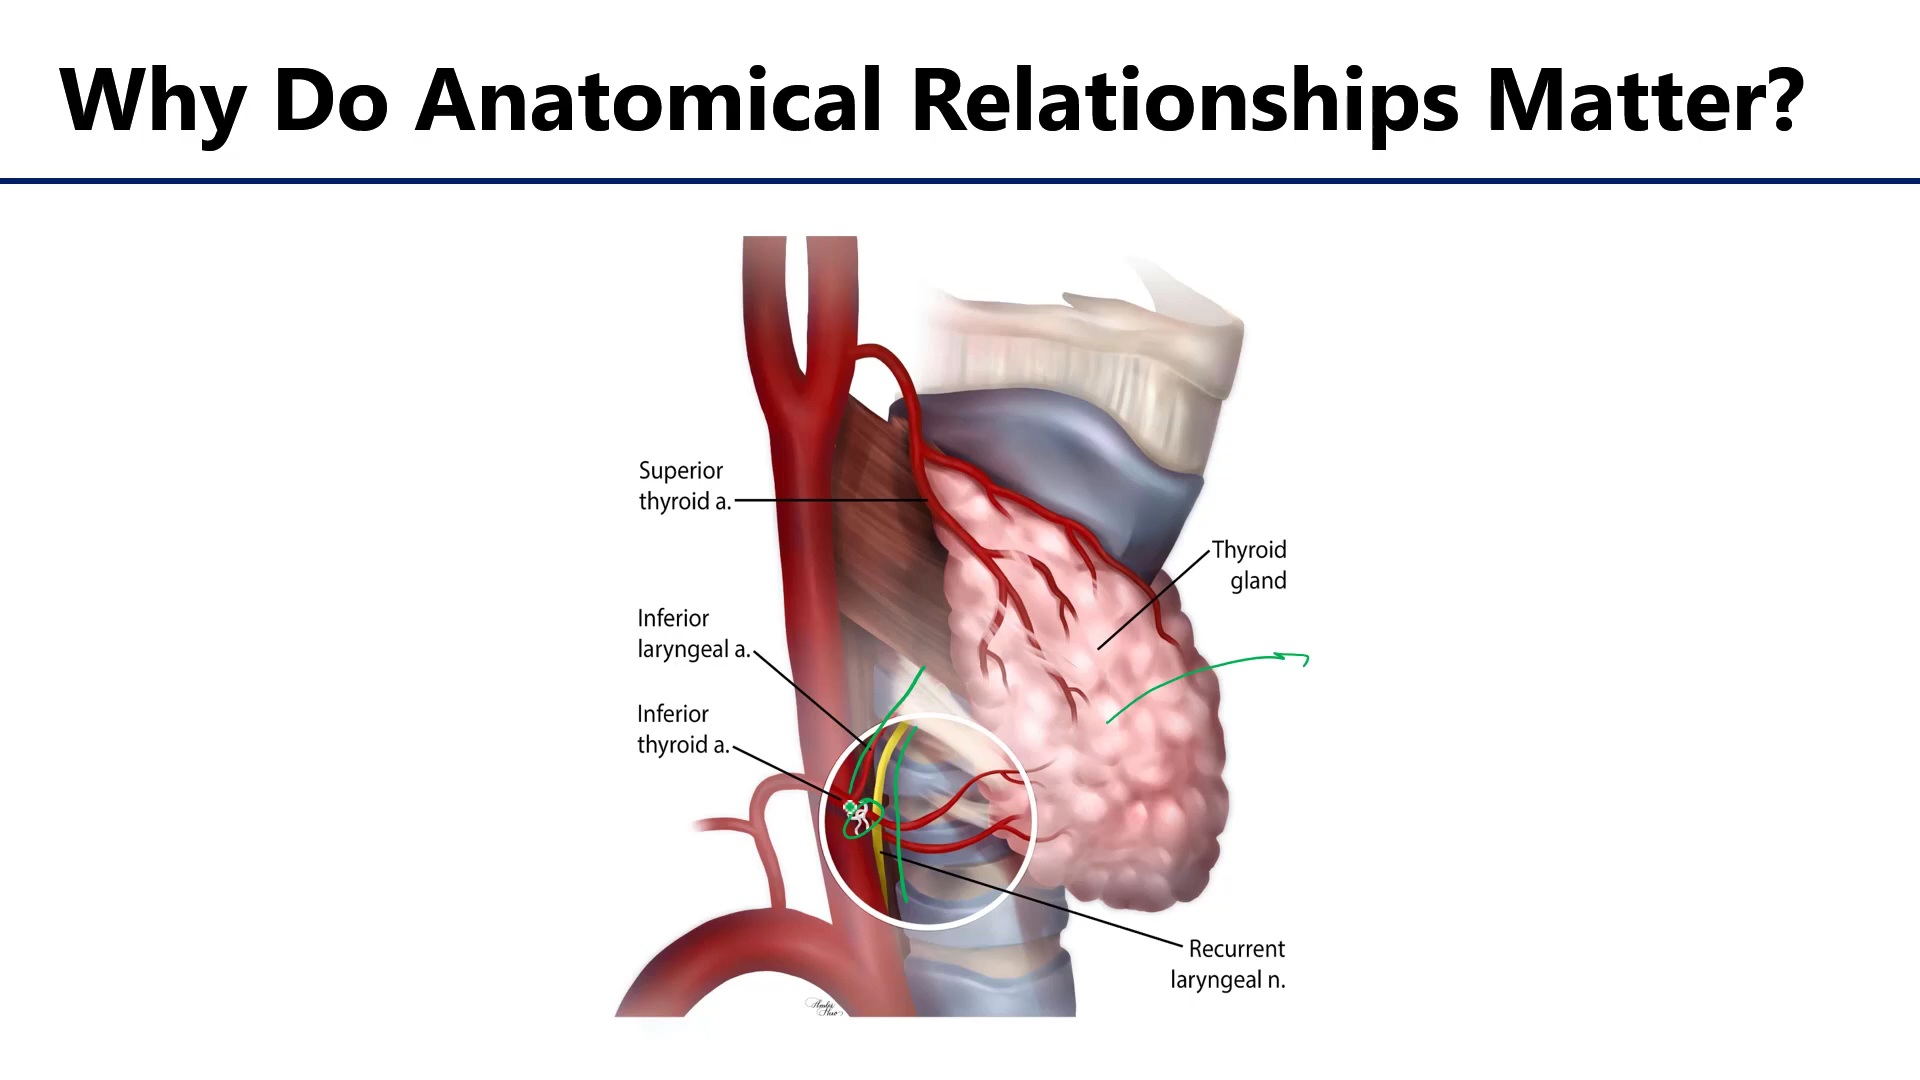 Why Do Anatomical Relationships Matter?
Superior
thyroid a.
Thyroid
gland
Inferior
laryngeal a.
Inferior
thyroid a.
Recurrent
laryngeal n.